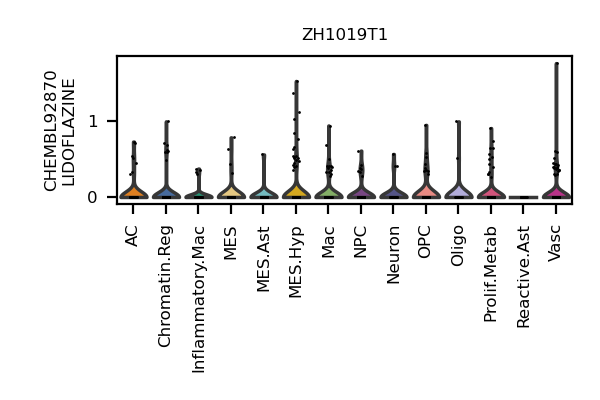 ZH1019T1
CHEMBL92870
LIDOFLAZINE
1
0
AC
Chromatin.Reg
Inflammatory.Mac
MES
MES.Ast
MES.Hyp
Mac
NPC
Neuron
OPC
Oligo
Prolif.Metab
Reactive.Ast
Vasc